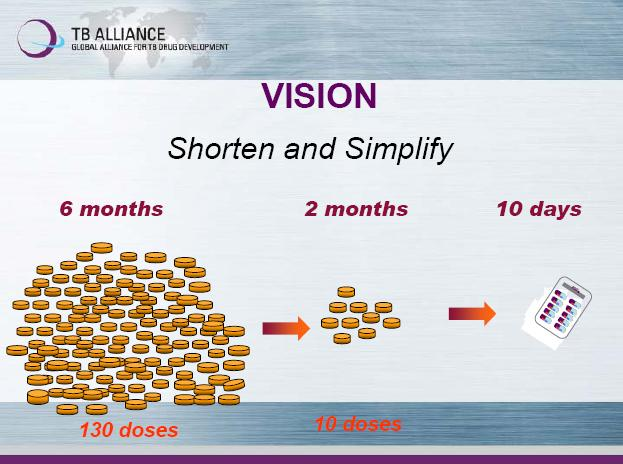 TB ALLIANCE
GLOBAL ALLIANCE FOR TB DRUG DEVELOPMENT
VISION
Shorten and Simplify
6 months
2 months
10 days
130 doses
10 doses